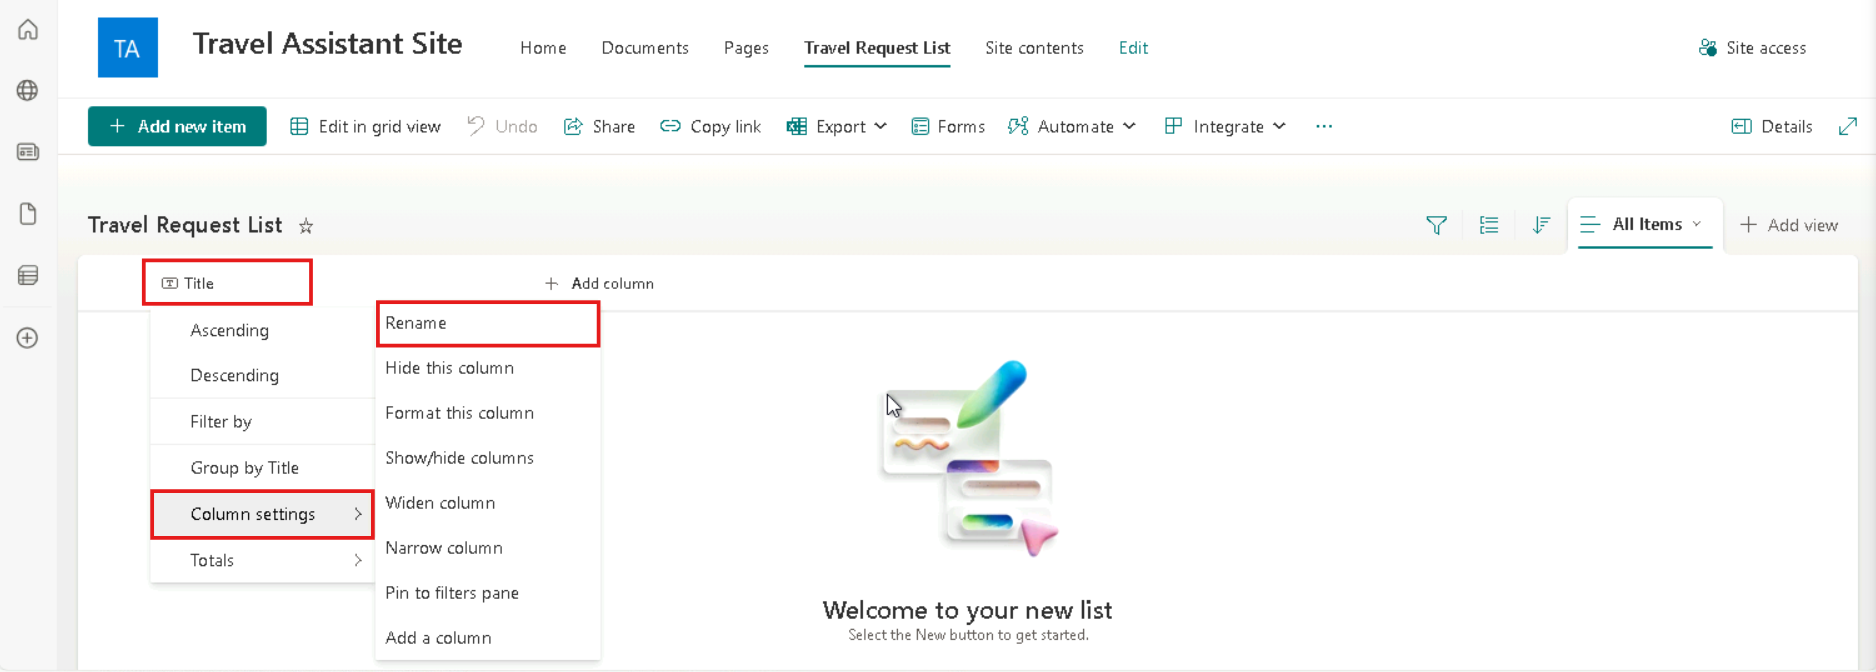 TA
Travel Assistant Site
Home
Documents
Pages
Travel Request List
Site contents
Edit
Site access
Add new item
Edit in grid view
Undo
Share
Copy link
Export
Forms
Automate
Integrate
Details
Travel Request List
All Items
Add view
Title
Add column
Ascending
Descending
Filter by
Group by Title
Column settings
Totals
Rename
Hide this column
Format this column
Show/hide columns
Widen column
Narrow column
Pin to filters pane
Add a column
Welcome to your new list
Select the New button to get started.